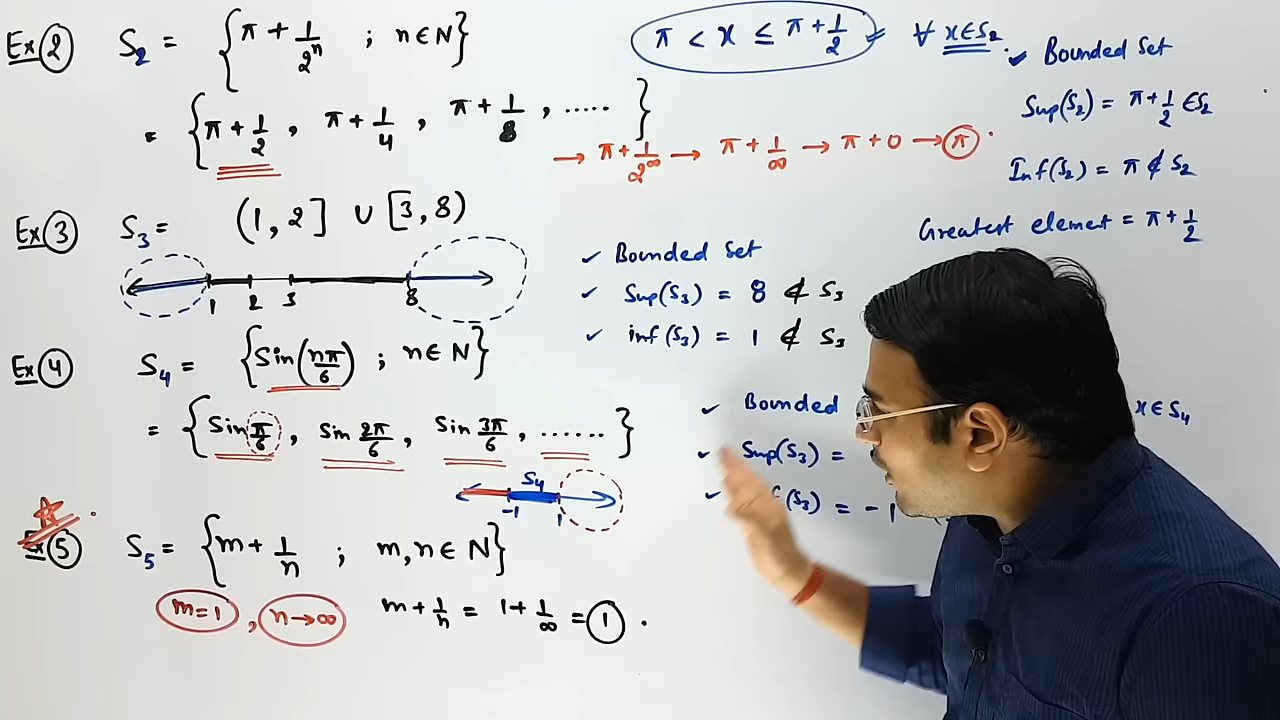 Ex ② S₂ = { π + 1/2ⁿ ; n ∈ N }
π < x ≤ π + 1/2 ∀ x ∈ S₂.
✓ Bounded Set
= { π + 1/2 , π + 1/4 , π + 1/8 , ..... }
Sup(S₂) = π + 1/2 ∈ S₂
→ π + 1/2^∞ → π + 1/∞ → π + 0 → π .
Inf(S₂) = π ∉ S₂
Greatest element = π + 1/2
Ex ③ S₃ = (1, 2] ∪ [3, 8)
1 2 3 8
✓ Bounded Set
✓ Sup(S₃) = 8 ∉ S₃
✓ inf(S₃) = 1 ∉ S₃
Ex ④ S₄ = { Sin(nπ/6) ; n ∈ N }
= { Sin π/6 , Sin 2π/6 , Sin 3π/6 , ...... }
S₄
-1 1
✓ Bounded x ∈ S₄
✓ Sup(S₃) =
✓ f(S₃) = -1
Ex ⑤ S₅ = { m + 1/n ; m, n ∈ N }
m=1 , n→∞ m + 1/n = 1 + 1/∞ = 1 .